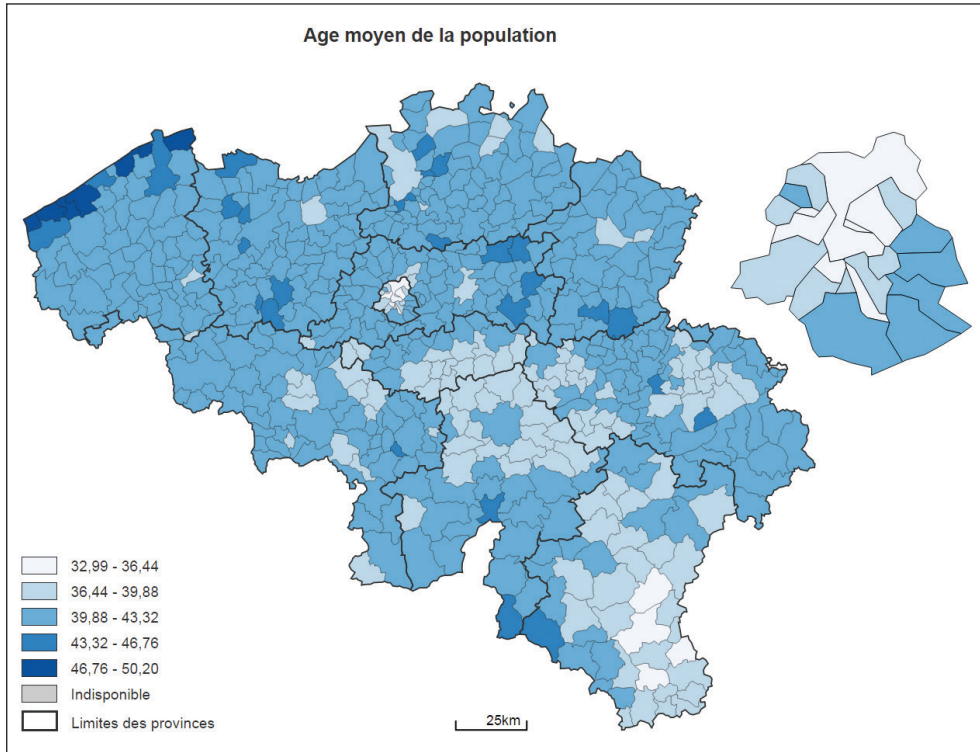 Age moyen de la population
32,99 - 36,44
36,44 - 39,88
39,88 - 43,32
43,32 - 46,76
46,76 - 50,20
Indisponible
Limites des provinces
25km